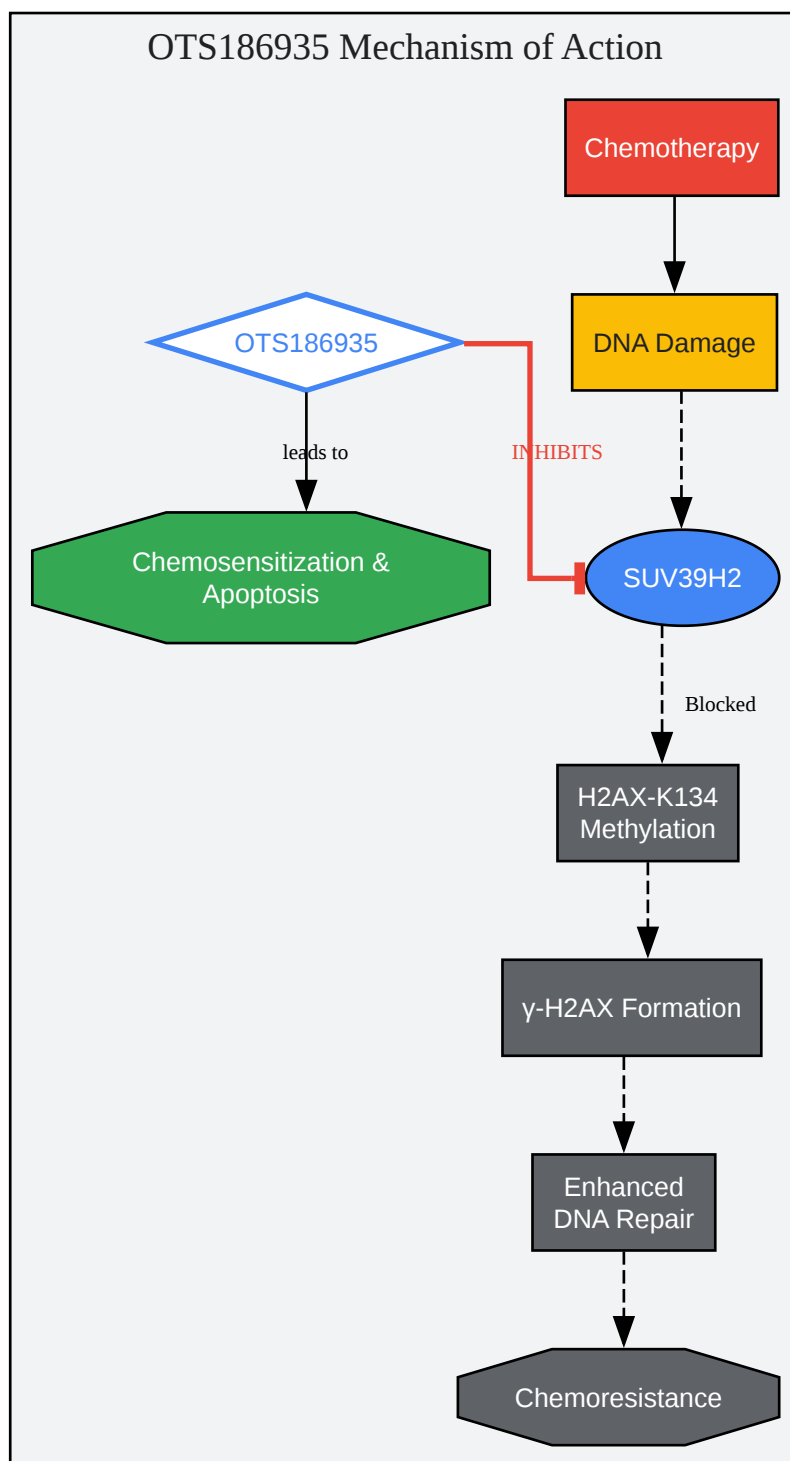 OTS186935 Mechanism of Action
Chemotherapy
OTS186935
DNA Damage
leads to
INHIBITS
Chemosensitization &
Apoptosis
SUV39H2
Blocked
H2AX-K134
Methylation
γ-H2AX Formation
Enhanced
DNA Repair
Chemoresistance